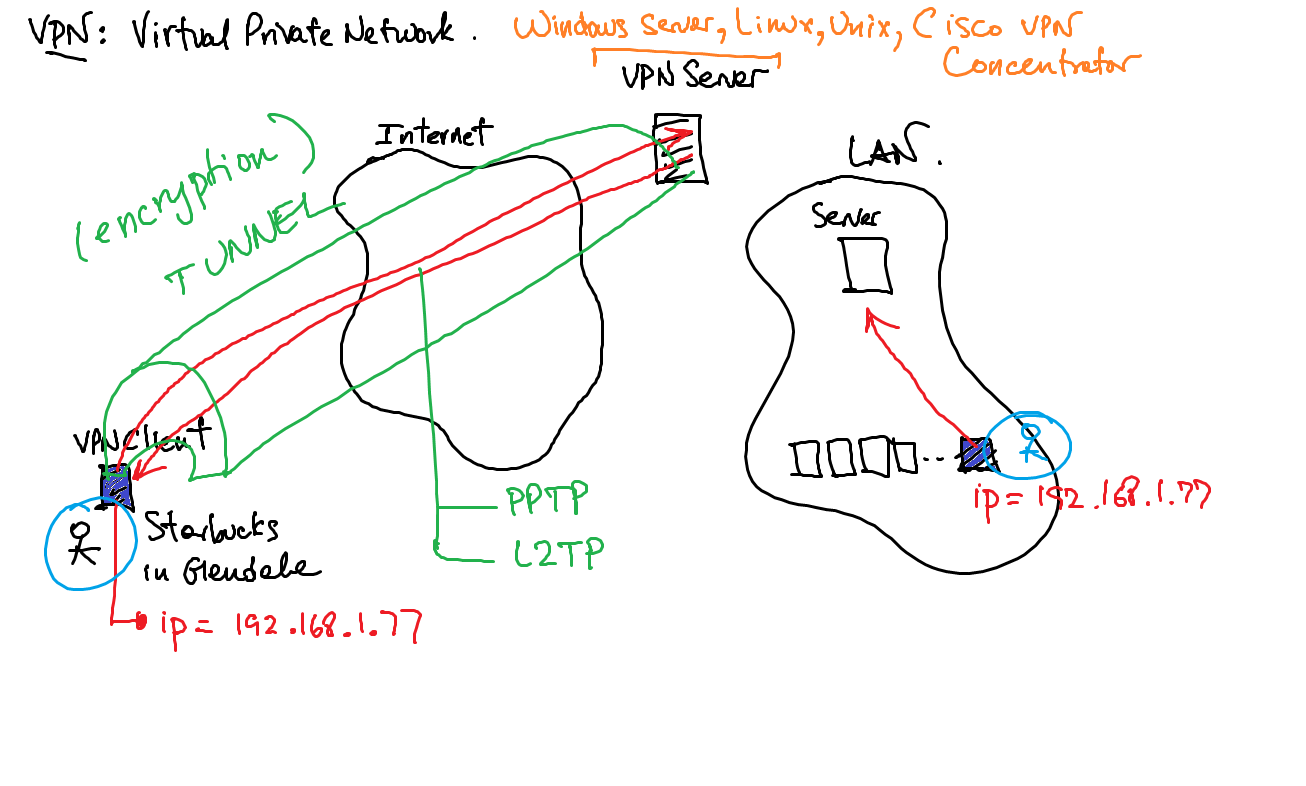 VPN: Virtual Private Network. Windows Server, Linux, Unix, Cisco VPN
Concentrator
VPN Server
Internet
LAN.
(encryption)
TUNNEL
Server
VPN Client
ip= 192.168.1.77
PPTP
Starbucks
L2TP
in Glendale
ip= 192.168.1.77